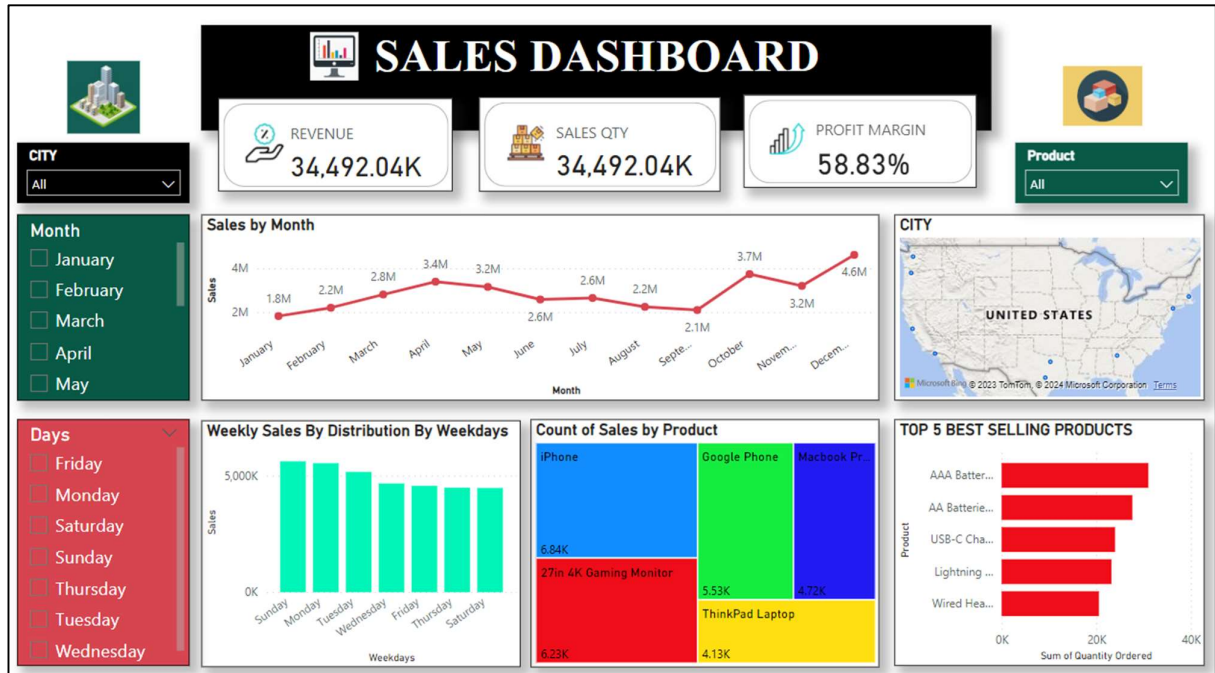 SALES DASHBOARD
REVENUE
34,492.04K
SALES QTY
34,492.04K
PROFIT MARGIN
58.83%
CITY
All
Product
All
Month
January
February
March
April
May
Sales by Month
Sales
4M
2M
1.8M
2.2M
2.8M
3.4M
3.2M
2.6M
2.6M
2.2M
2.1M
3.7M
3.2M
4.6M
January
February
March
April
May
June
July
August
Septe...
October
Novem...
Decem...
Month
CITY
UNITED STATES
Microsoft Bing © 2023 TomTom, © 2024 Microsoft Corporation Terms
Days
Friday
Monday
Saturday
Sunday
Thursday
Tuesday
Wednesday
Weekly Sales By Distribution By Weekdays
Sales
5,000K
0K
Sunday
Monday
Tuesday
Wednesday
Friday
Thursday
Saturday
Weekdays
Count of Sales by Product
iPhone
6.84K
27in 4K Gaming Monitor
6.23K
Google Phone
5.53K
Macbook Pr...
4.72K
ThinkPad Laptop
4.13K
TOP 5 BEST SELLING PRODUCTS
Product
AAA Batter...
AA Batterie...
USB-C Cha...
Lightning ...
Wired Hea...
0K
20K
40K
Sum of Quantity Ordered